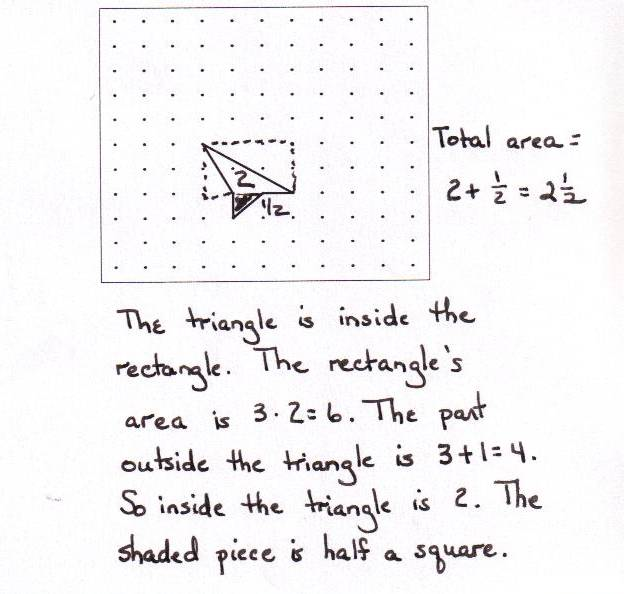 Total area =
2 + 1/2 = 2 1/2
2
1/2
The triangle is inside the
rectangle. The rectangle's
area is 3·2=6. The part
outside the triangle is 3+1=4.
So inside the triangle is 2. The
shaded piece is half a square.